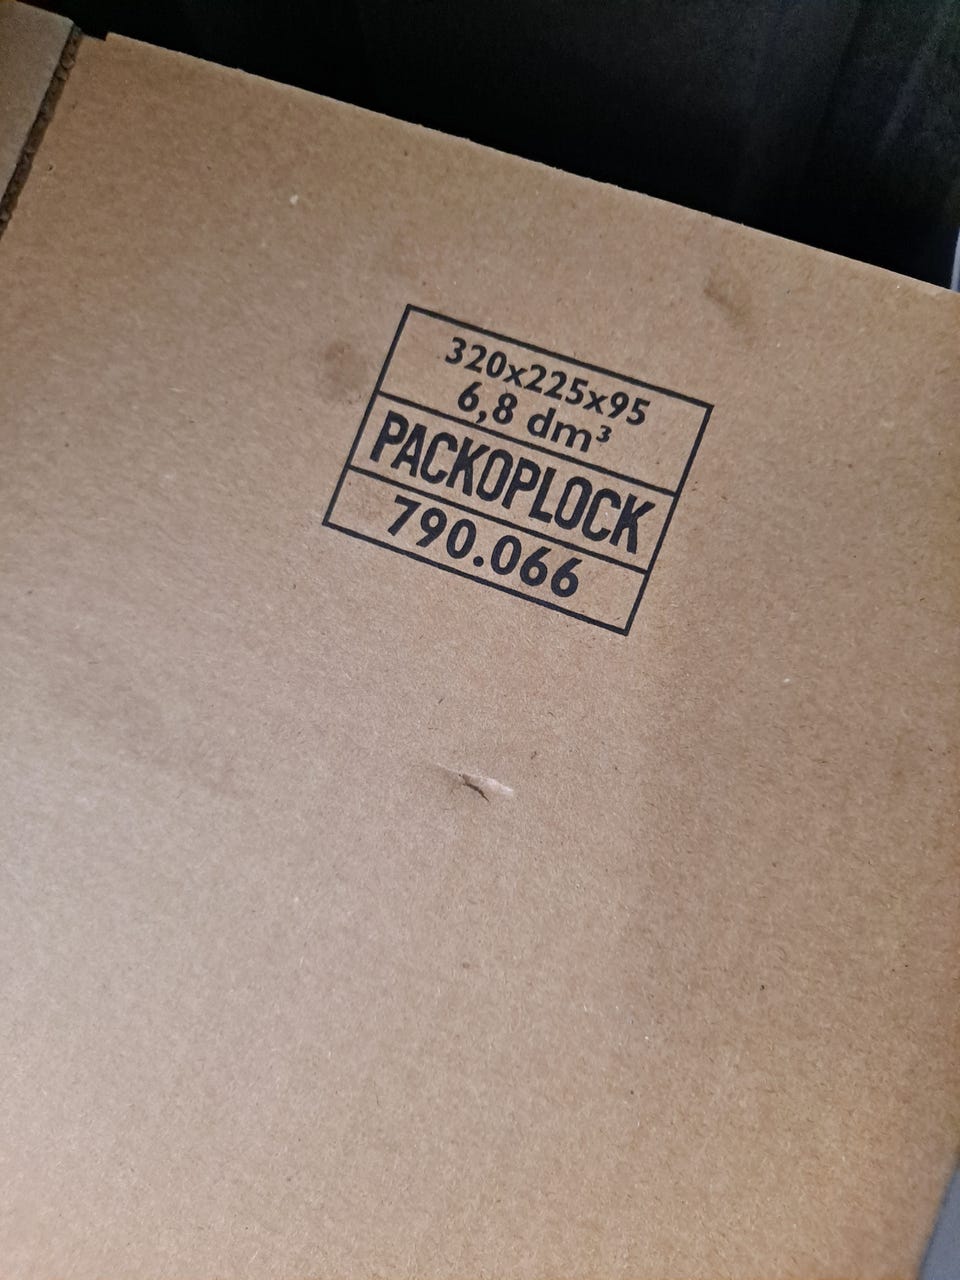 320x225x95
6,8 dm³
PACKOPLOCK
790.066